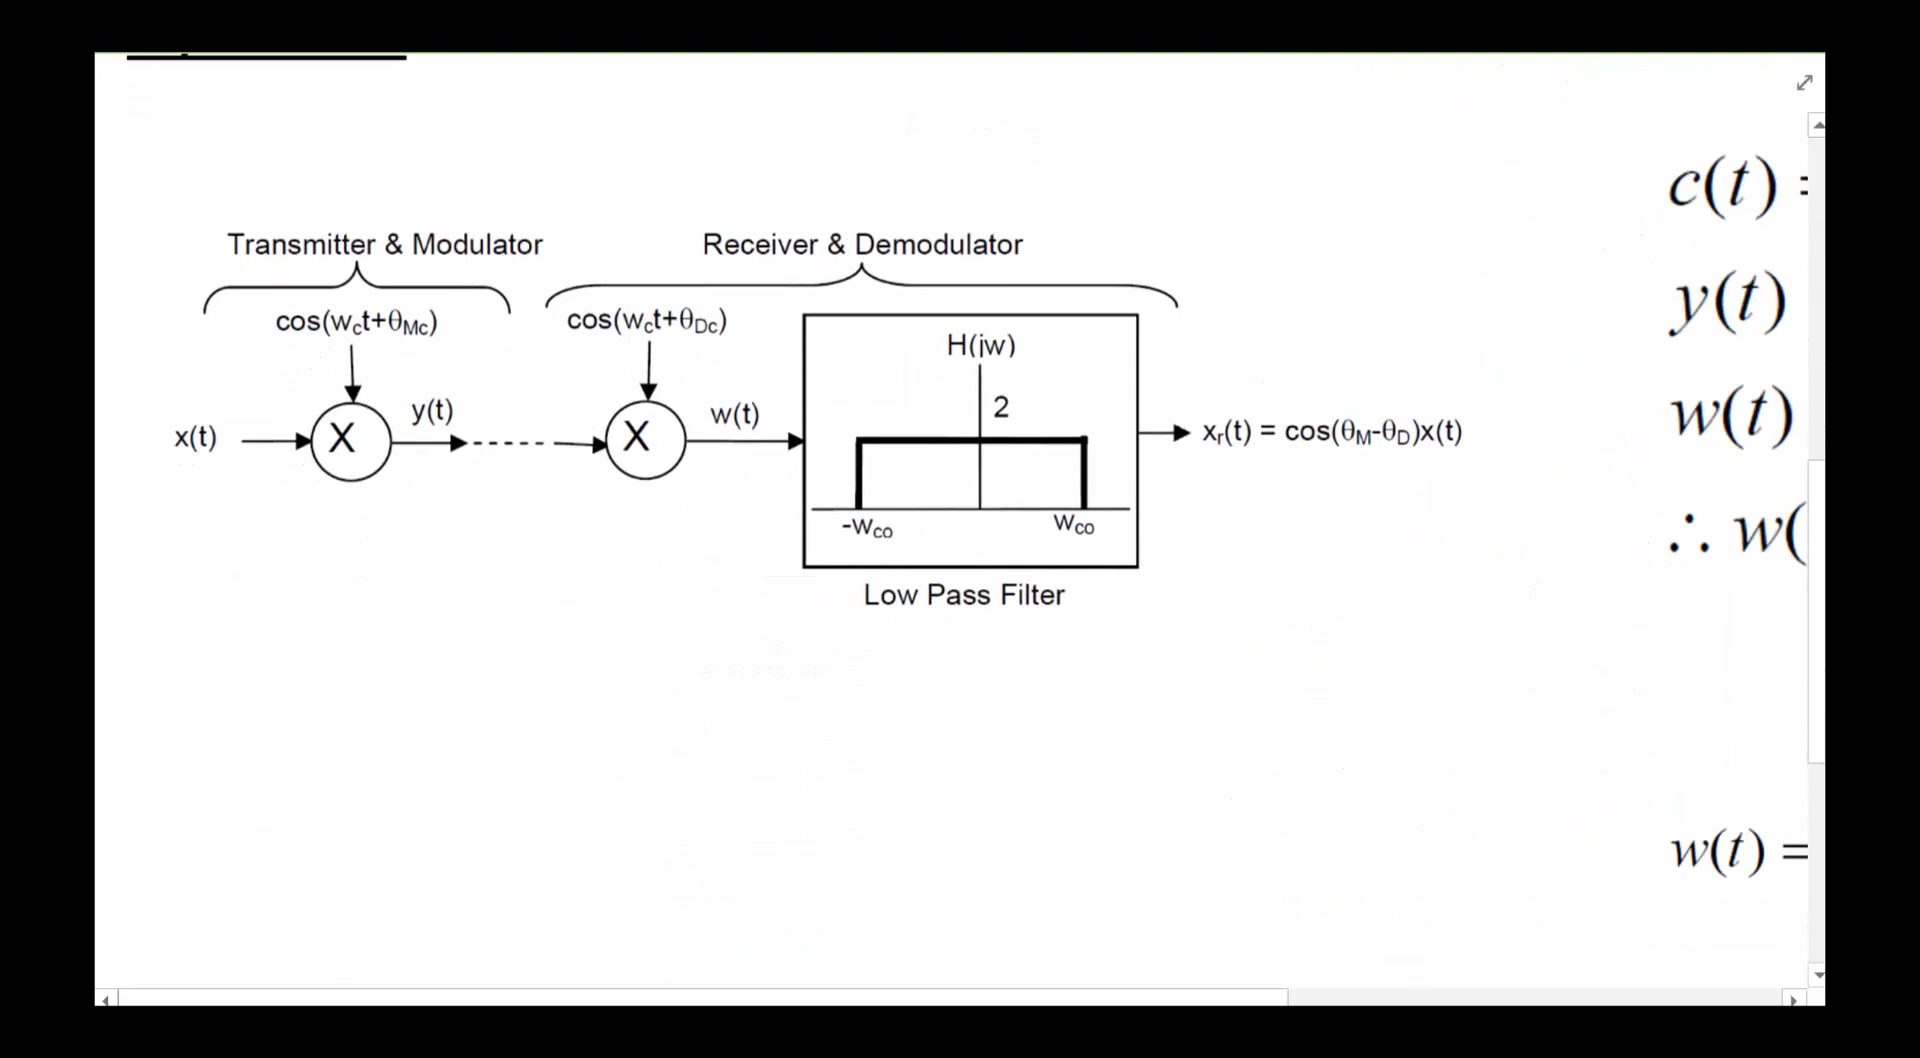 Transmitter & Modulator
Receiver & Demodulator
cos(w_ct+θ_Mc)
cos(w_ct+θ_Dc)
H(jw)
2
x(t)
X
y(t)
X
w(t)
x_r(t) = cos(θ_M-θ_D)x(t)
-w_co
w_co
Low Pass Filter
c(t) =
y(t)
w(t)
∴ w(
w(t) =